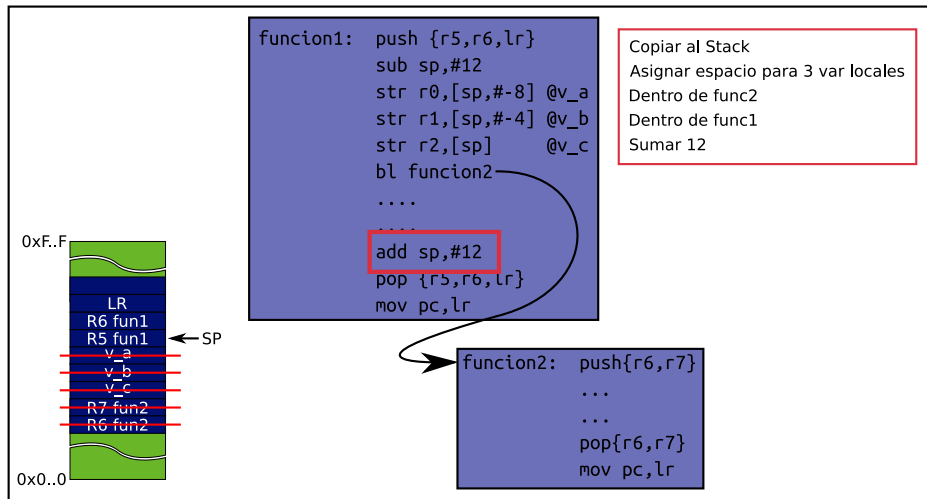 funcion1: push {r5,r6,lr}
sub sp,#12
str r0,[sp,#-8] @v_a
str r1,[sp,#-4] @v_b
str r2,[sp] @v_c
bl funcion2
....
....
add sp,#12
pop {r5,r6,lr}
mov pc,lr
Copiar al Stack
Asignar espacio para 3 var locales
Dentro de func2
Dentro de func1
Sumar 12
0xF..F
LR
R6 fun1
R5 fun1
SP
v_a
v_b
v_c
R7 fun2
R6 fun2
0x0..0
funcion2: push{r6,r7}
...
...
pop{r6,r7}
mov pc,lr